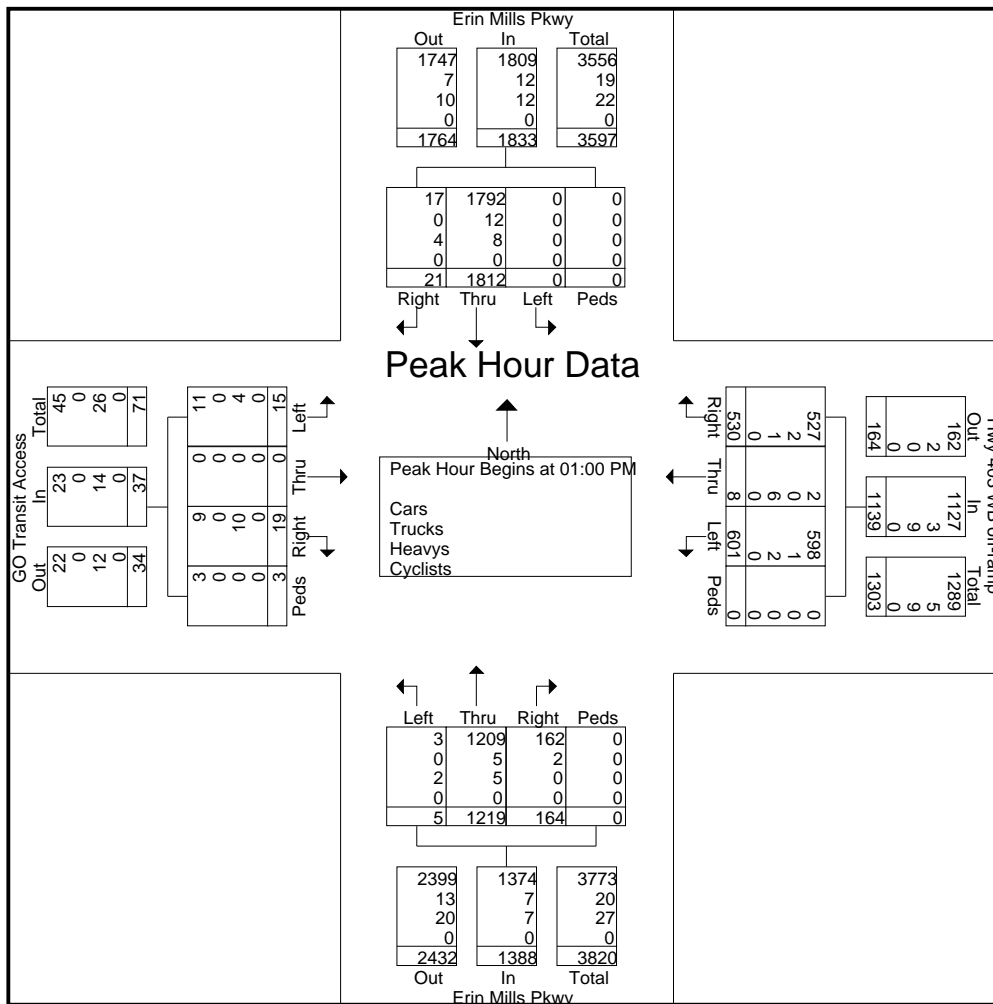 Erin Mills Pkwy
Out In Total
1747 1809 3556
7 12 19
10 12 22
0 0 0
1764 1833 3597
17 1792 0 0
0 12 0 0
4 8 0 0
0 0 0 0
21 1812 0 0
Right Thru Left Peds
Peak Hour Data
GO Transit Access
Out In Total
22 23 45
0 0 0
12 14 26
0 0 0
34 37 71
3 9 0 11
0 0 0 0
0 10 0 4
0 0 0 0
3 19 0 15
Peds Right Thru Left
North
Peak Hour Begins at 01:00 PM
Cars
Trucks
Heavys
Cyclists
Hwy 403 WB off-ramp
Out In Total
162 1127 1289
2 3 5
0 9 9
0 0 0
164 1139 1303
527 2 598 0
2 0 1 0
1 6 2 0
0 0 0 0
530 8 601 0
Right Thru Left Peds
Left Thru Right Peds
3 1209 162 0
0 5 2 0
2 5 0 0
0 0 0 0
5 1219 164 0
2399 1374 3773
13 7 20
20 7 27
0 0 0
2432 1388 3820
Out In Total
Erin Mills Pkwy